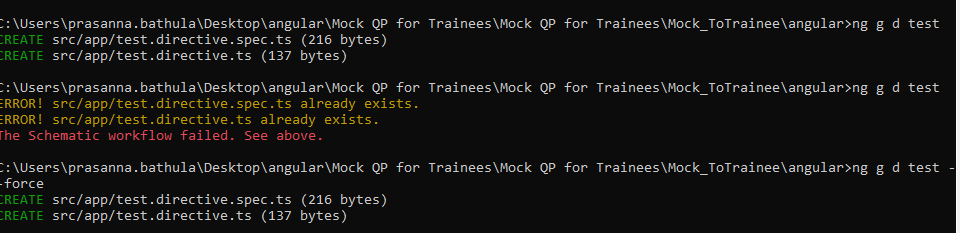 C:\Users\prasanna.bathula\Desktop\angular\Mock QP for Trainees\Mock QP for Trainees\Mock_ToTrainee\angular>ng g d test
CREATE src/app/test.directive.spec.ts (216 bytes)
CREATE src/app/test.directive.ts (137 bytes)
C:\Users\prasanna.bathula\Desktop\angular\Mock QP for Trainees\Mock QP for Trainees\Mock_ToTrainee\angular>ng g d test
ERROR! src/app/test.directive.spec.ts already exists.
ERROR! src/app/test.directive.ts already exists.
The Schematic workflow failed. See above.
C:\Users\prasanna.bathula\Desktop\angular\Mock QP for Trainees\Mock QP for Trainees\Mock_ToTrainee\angular>ng g d test -
-force
CREATE src/app/test.directive.spec.ts (216 bytes)
CREATE src/app/test.directive.ts (137 bytes)